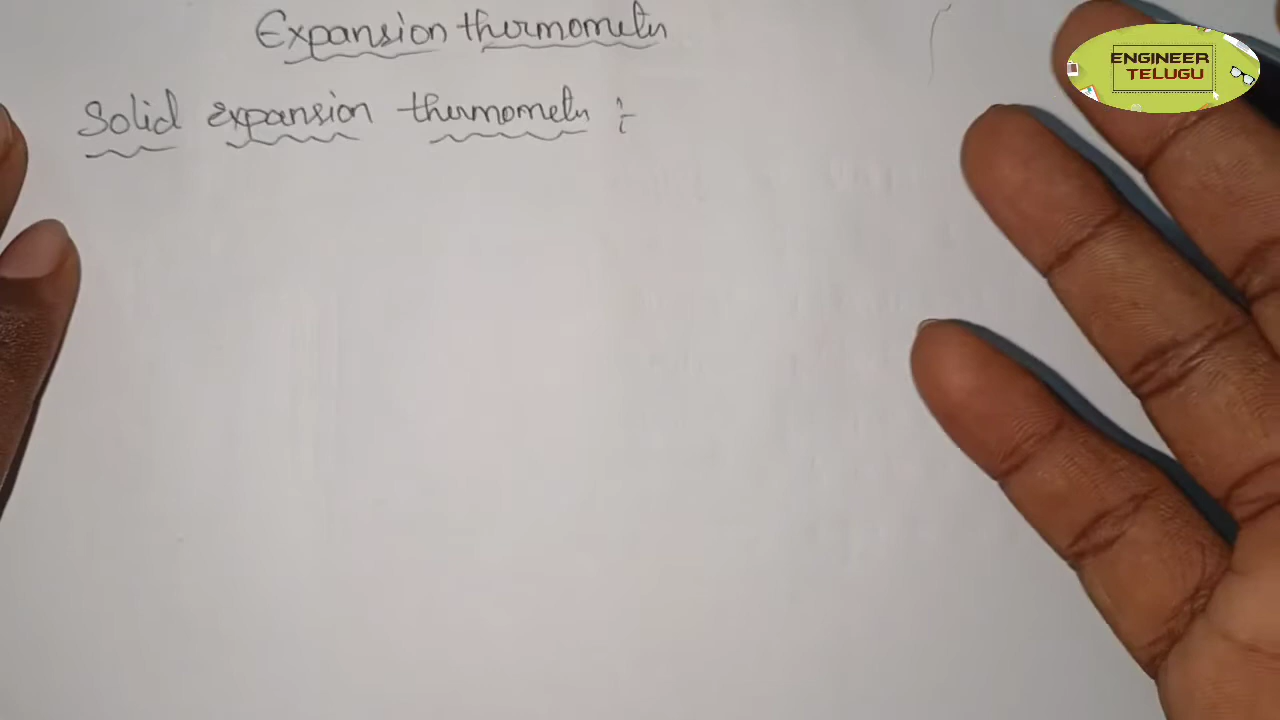 Expansion thermometer
Solid expansion thermometer :-
ENGINEER
TELUGU